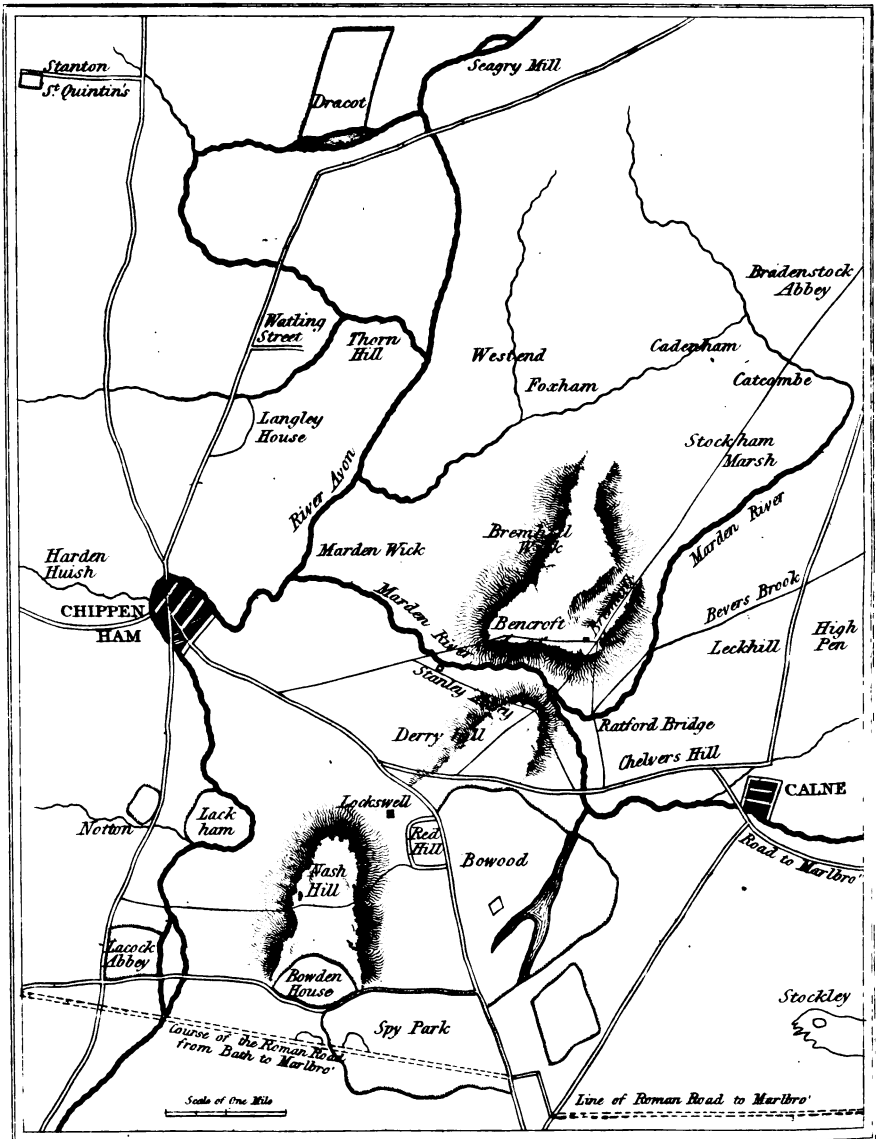 Seagry Mill
Stanton
St. Quintin's
Dracot
Bradenstock
Abbey
Watling
Street
Thorn
Hill
Westend
Cadenham
Foxham
Catcombe
Langley
House
Stockham
Marsh
River Avon
Bremhill
Wick
Marden River
Harden
Huish
Marden Wick
CHIPPEN
HAM
Marden River
Bencroft
Bremhill
Bevers Brook
Leckhill
High
Pen
Stanley Abbey
Ratford Bridge
Derry Hill
Chelvers Hill
CALNE
Lockswell
Notton
Lack
ham
Red
Hill
Road to Marlbro'
Bowood
Nash
Hill
Lacock
Abbey
Bowden
House
Stockley
Spy Park
Course of the Roman Road
from Bath to Marlbro'
Scale of One Mile
Line of Roman Road to Marlbro'